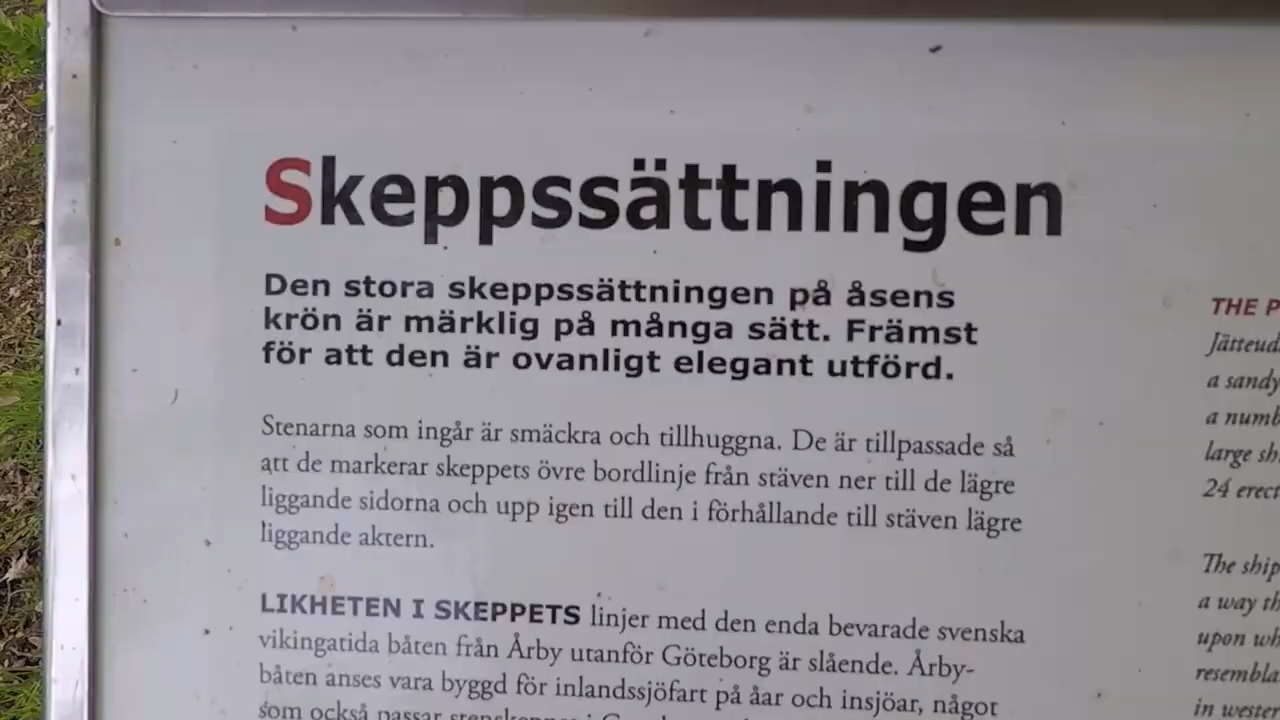 Skeppssättningen
Den stora skeppssättningen på åsens
krön är märklig på många sätt. Främst
för att den är ovanligt elegant utförd.
Stenarna som ingår är smäckra och tillhuggna. De är tillpassade så
att de markerar skeppets övre bordlinje från stäven ner till de lägre
liggande sidorna och upp igen till den i förhållande till stäven lägre
liggande aktern.
LIKHETEN I SKEPPETS linjer med den enda bevarade svenska
vikingatida båten från Årby utanför Göteborg är slående. Årby-
båten anses vara byggd för inlandssjöfart på åar och insjöar, något
som också passar
THE P
Jätteud
a sandy
a numb
large sh
24 erect
The ship
a way th
upon wh
resembla
in wester